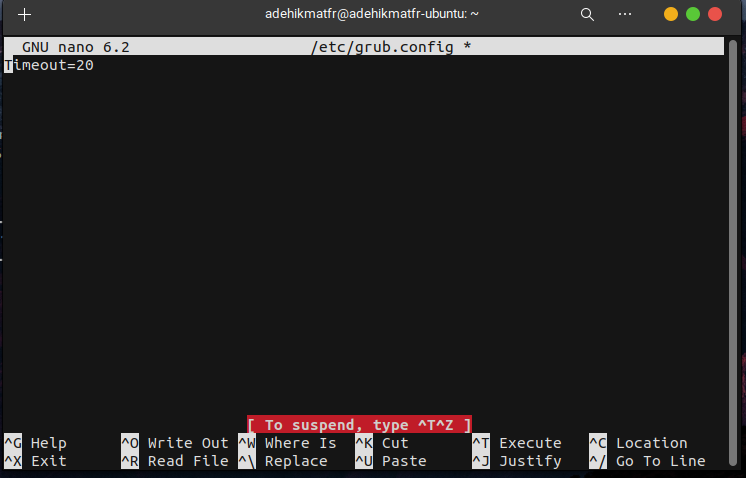 adehikmatfr@adehikmatfr-ubuntu: ~
GNU nano 6.2 /etc/grub.config *
Timeout=20
[ To suspend, type ^T^Z ]
^G Help ^O Write Out ^W Where Is ^K Cut ^T Execute ^C Location
^X Exit ^R Read File ^\ Replace ^U Paste ^J Justify ^/ Go To Line